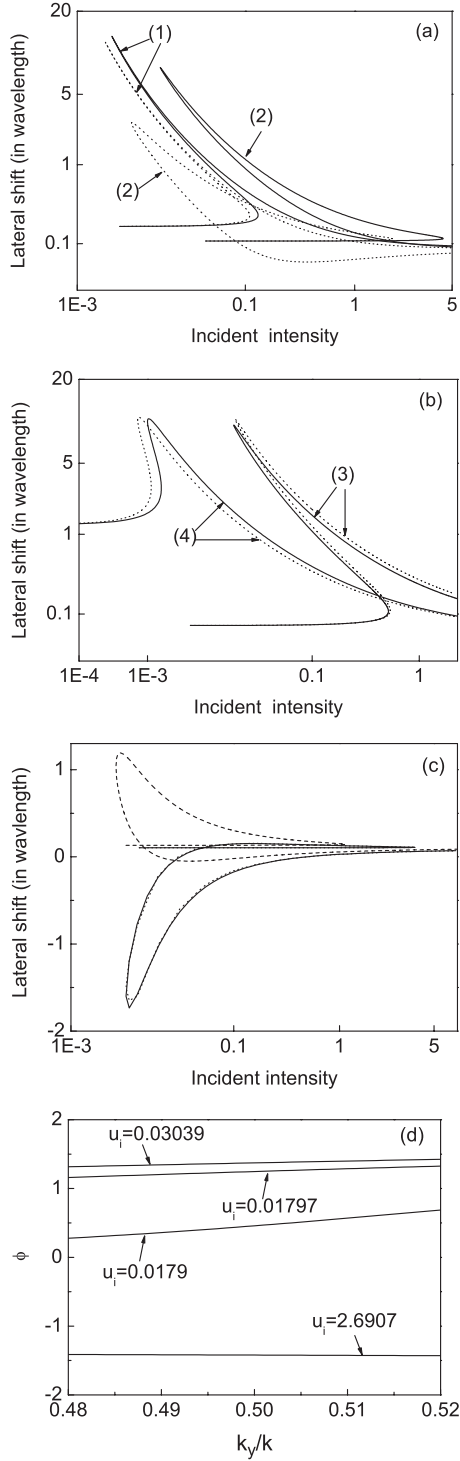 (a)
20
(1)
(2)
5
1
(2)
0.1
Lateral shift (in wavelength)
1E-3
0.1
1
5
Incident intensity
(b)
20
5
(3)
(4)
1
0.1
Lateral shift (in wavelength)
1E-4
1E-3
0.1
1
Incident intensity
(c)
1
0
-1
-2
Lateral shift (in wavlength)
1E-3
0.1
1
5
Incident intensity
(d)
2
u_i=0.03039
1
u_i=0.01797
ϕ
0
u_i=0.0179
u_i=2.6907
-1
-2
0.48
0.49
0.50
0.51
0.52
k_y/k